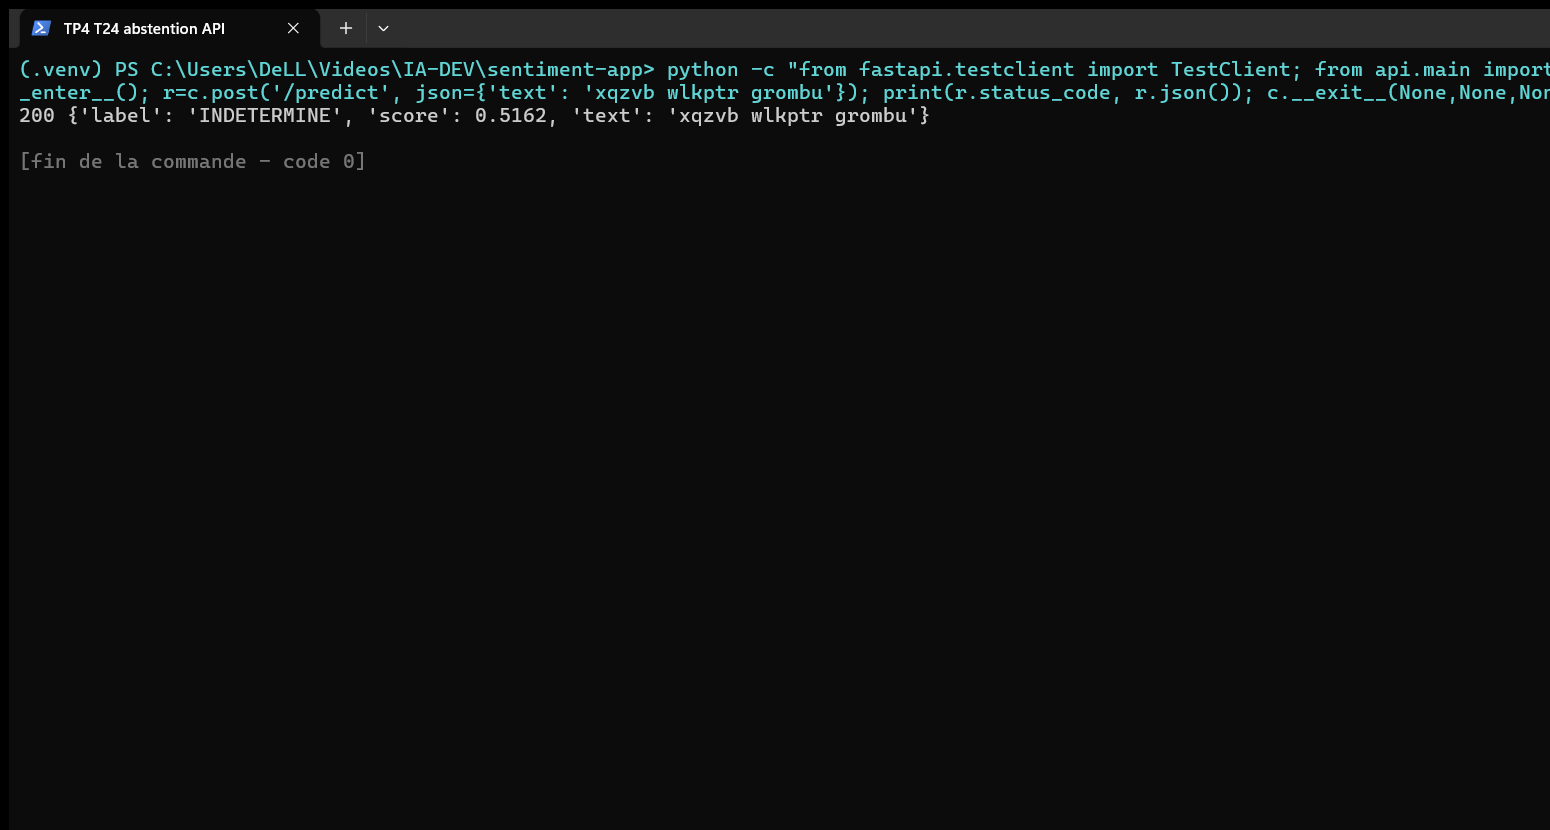 TP4 T24 abstention API
(.venv) PS C:\Users\DeLL\Videos\IA-DEV\sentiment-app> python -c "from fastapi.testclient import TestClient; from api.main import
_enter__(); r=c.post('/predict', json={'text': 'xqzvb wlkptr grombu'}); print(r.status_code, r.json()); c.__exit__(None,None,Non
200 {'label': 'INDETERMINE', 'score': 0.5162, 'text': 'xqzvb wlkptr grombu'}
[fin de la commande - code 0]